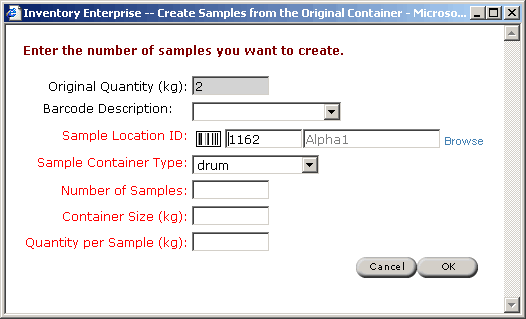 Inventory Enterprise -- Create Samples from the Original Container - Microso...
Enter the number of samples you want to create.
Original Quantity (kg): 2
Barcode Description:
Sample Location ID: 1162 Alpha1 Browse
Sample Container Type: drum
Number of Samples:
Container Size (kg):
Quantity per Sample (kg):
Cancel OK